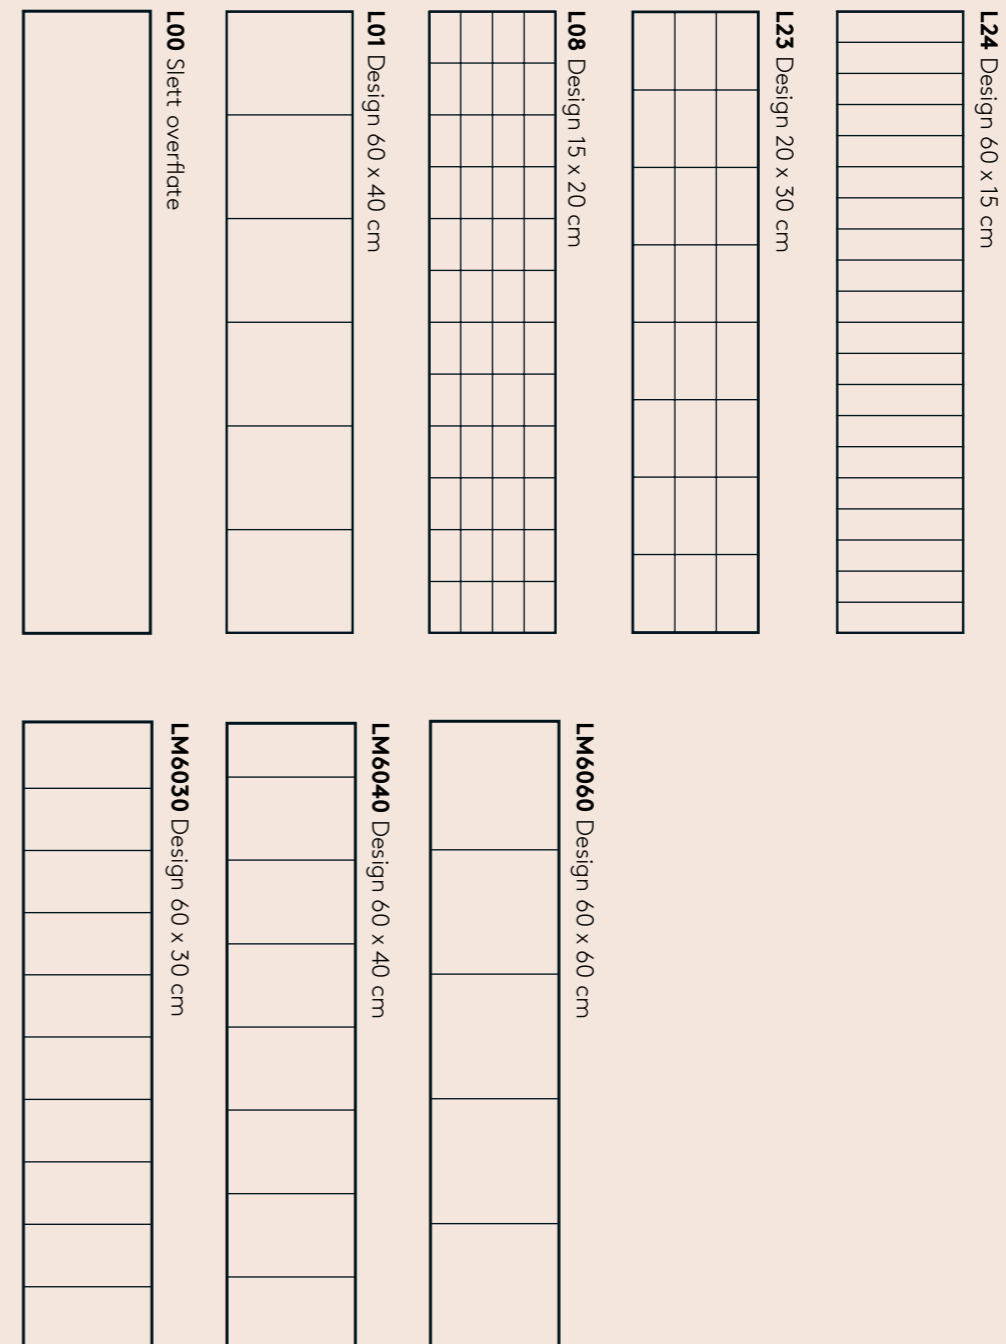 L00 Slett overflate
L01 Design 60 x 40 cm
L08 Design 15 x 20 cm
L23 Design 20 x 30 cm
L24 Design 60 x 15 cm
LM6030 Design 60 x 30 cm
LM6040 Design 60 x 40 cm
LM6060 Design 60 x 60 cm